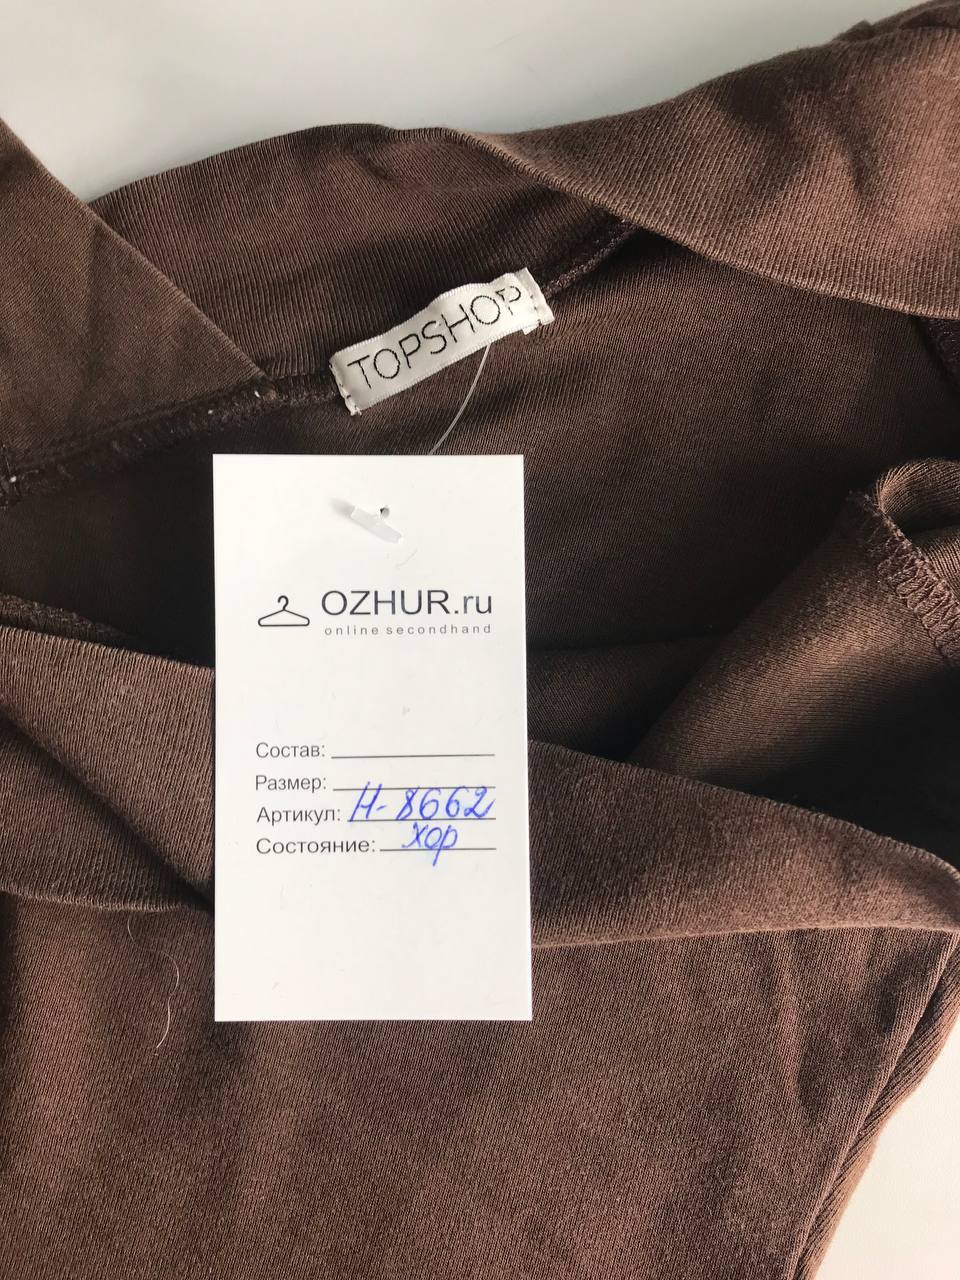 TOPSHOP
OZHUR.ru
online secondhand
Состав:
Размер:
Артикул: Н-8662
Состояние: хор